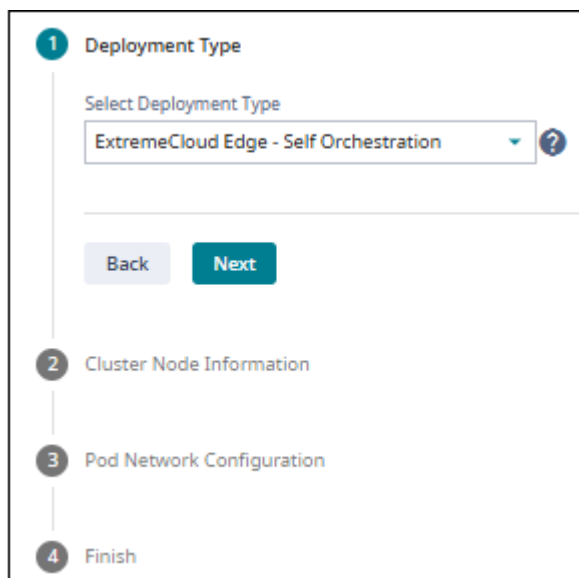 1 Deployment Type
Select Deployment Type
ExtremeCloud Edge - Self Orchestration ?
Back Next
2 Cluster Node Information
3 Pod Network Configuration
4 Finish